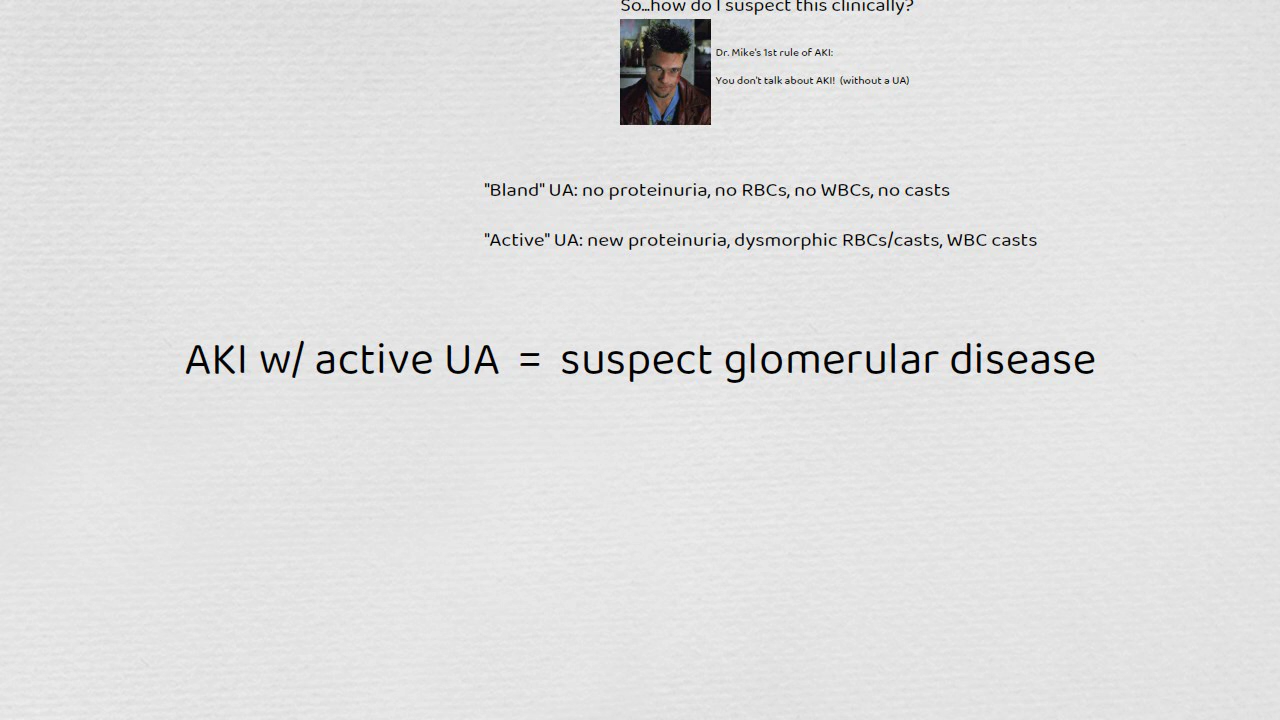 So...how do I suspect this clinically?
Dr. Mike's 1st rule of AKI:
You don't talk about AKI! (without a UA)
"Bland" UA: no proteinuria, no RBCs, no WBCs, no casts
"Active" UA: new proteinuria, dysmorphic RBCs/casts, WBC casts
AKI w/ active UA = suspect glomerular disease